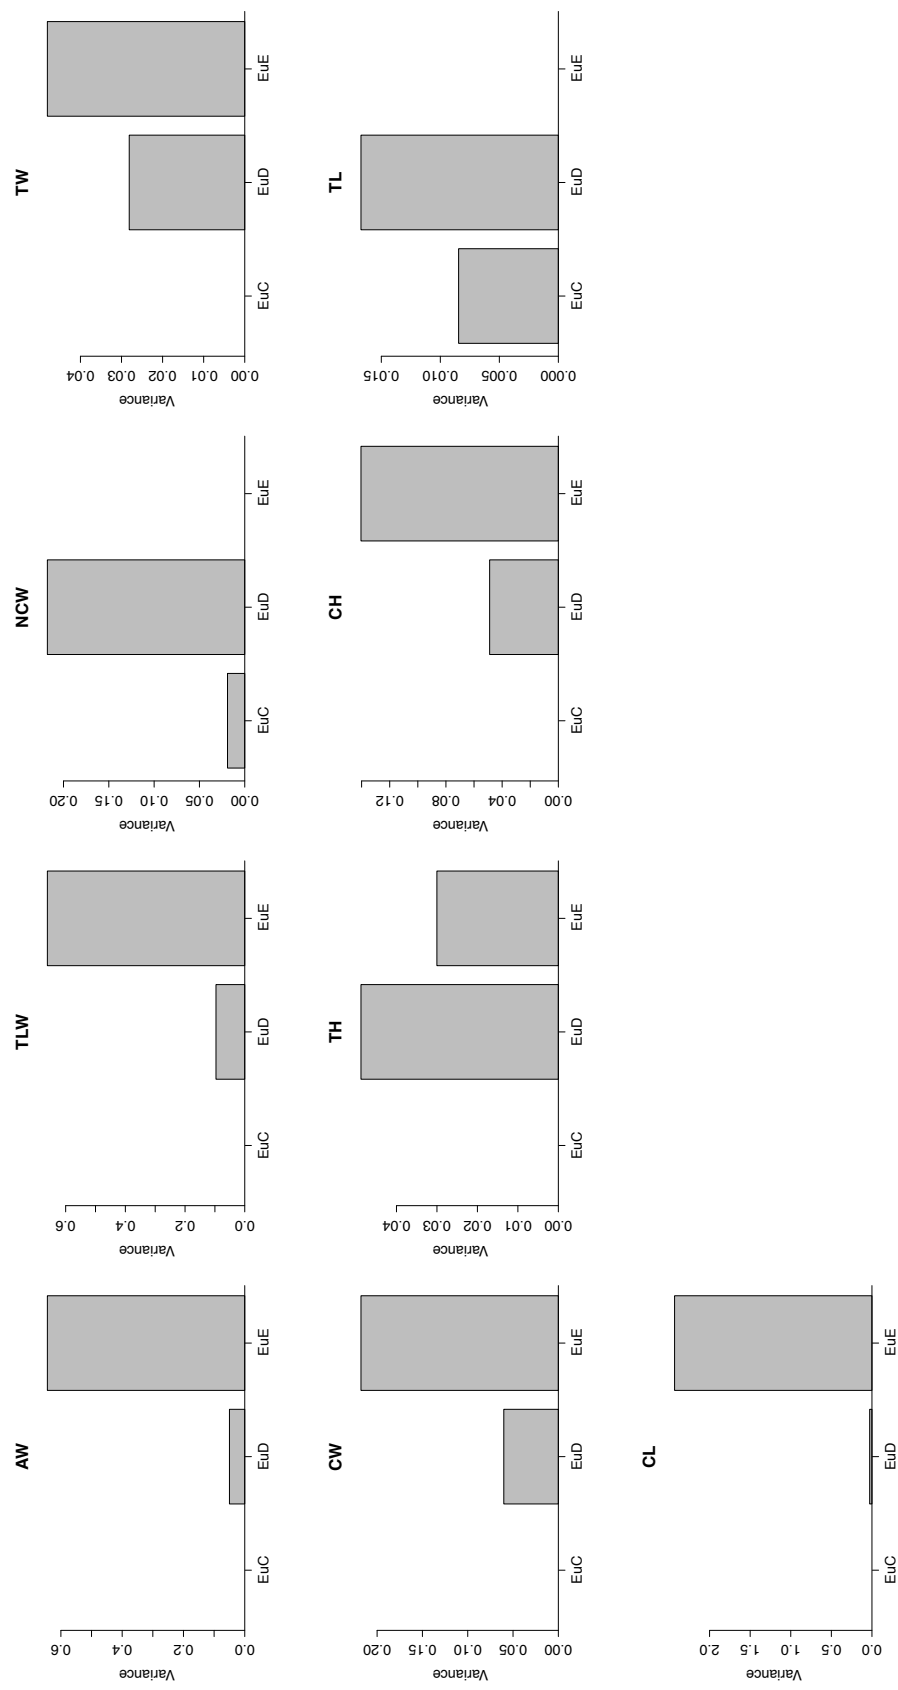 AW
Variance
0.0
0.2
0.4
0.6
EuC
EuD
EuE
TLW
Variance
0.0
0.2
0.4
0.6
EuC
EuD
EuE
NCW
Variance
0.00
0.05
0.10
0.15
0.20
EuC
EuD
EuE
TW
Variance
0.00
0.01
0.02
0.03
0.04
EuC
EuD
EuE
CW
Variance
0.00
0.05
0.10
0.15
0.20
EuC
EuD
EuE
TH
Variance
0.00
0.01
0.02
0.03
0.04
EuC
EuD
EuE
CH
Variance
0.00
0.04
0.08
0.12
EuC
EuD
EuE
TL
Variance
0.000
0.005
0.010
0.015
EuC
EuD
EuE
CL
Variance
0.0
0.5
1.0
1.5
2.0
EuC
EuD
EuE